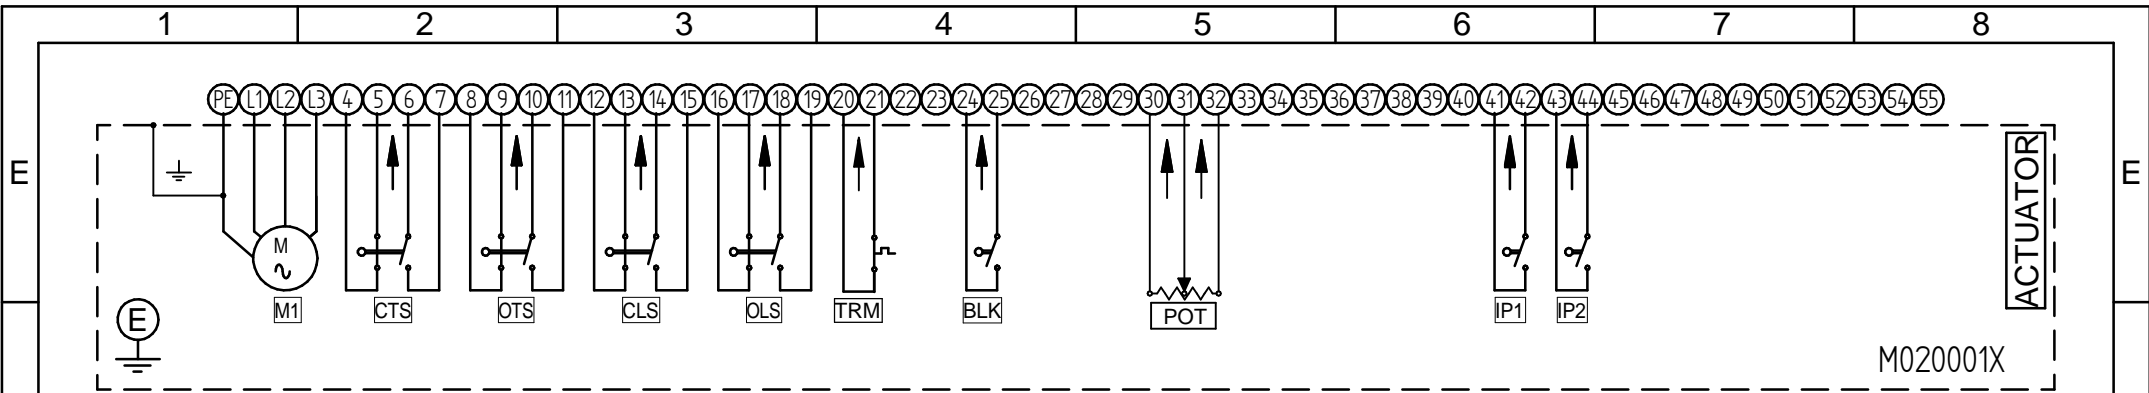 1 2 3 4 5 6 7 8
PE L1 L2 L3 4 5 6 7 8 9 10 11 12 13 14 15 16 17 18 19 20 21 22 23 24 25 26 27 28 29 30 31 32 33 34 35 36 37 38 39 40 41 42 43 44 45 46 47 48 49 50 51 52 53 54 55
E E
ACTUATOR
M
M1 CTS OTS CLS OLS TRM BLK POT IP1 IP2
E
M020001X